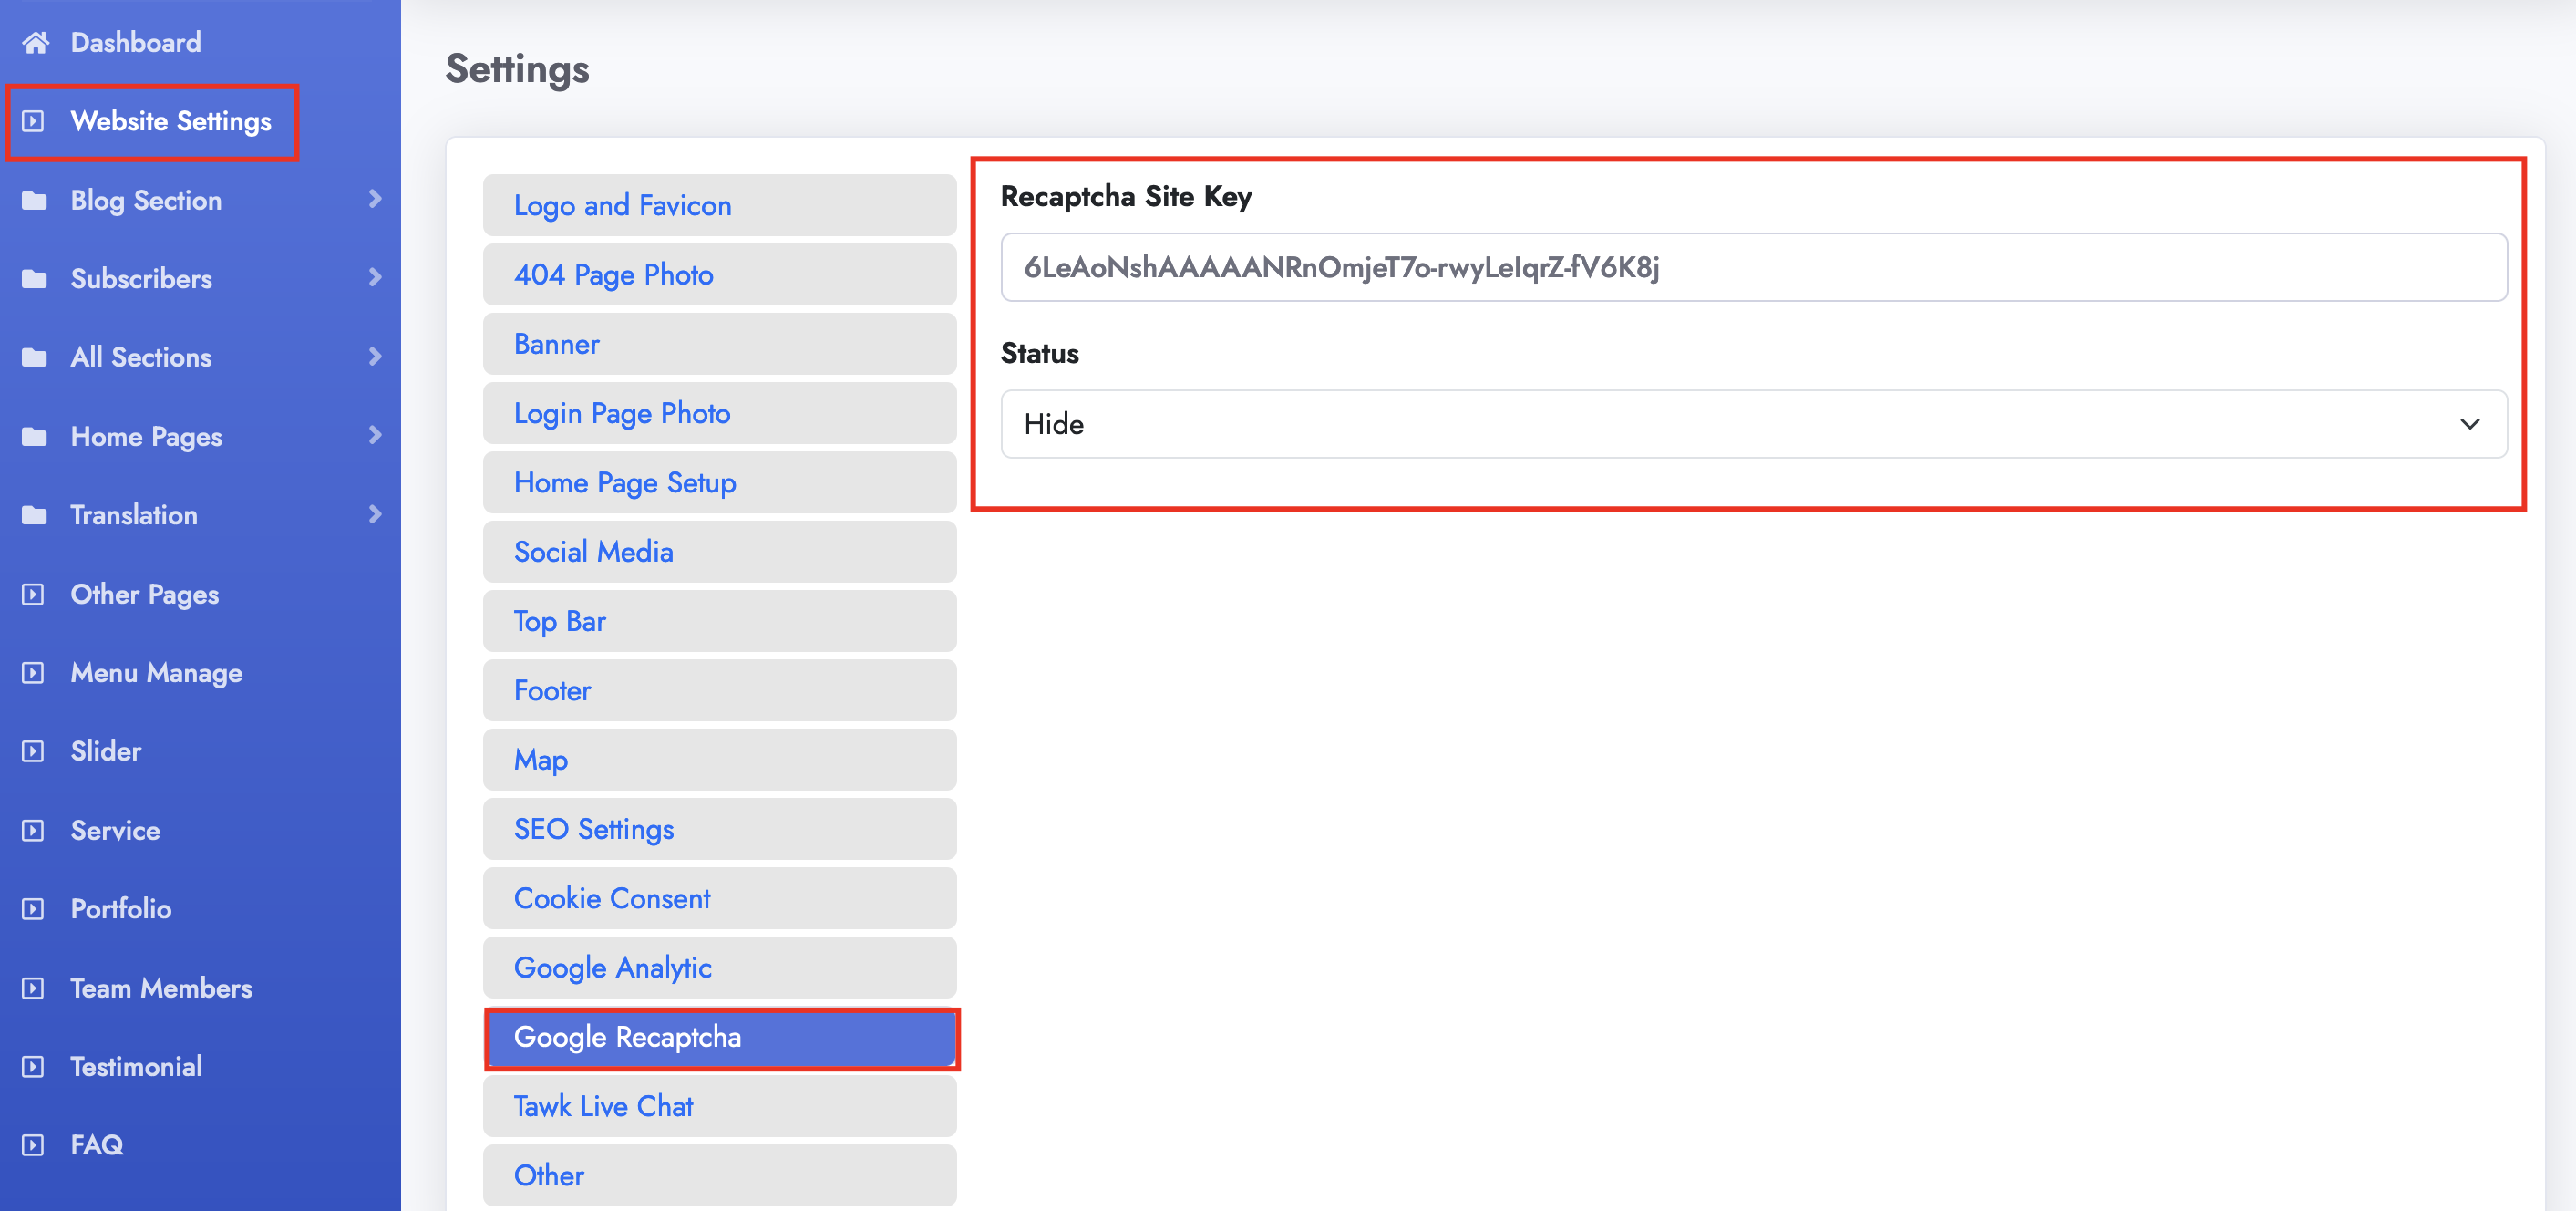 Dashboard
Website Settings
Blog Section
Subscribers
All Sections
Home Pages
Translation
Other Pages
Menu Manage
Slider
Service
Portfolio
Team Members
Testimonial
FAQ
Settings
Logo and Favicon
404 Page Photo
Banner
Login Page Photo
Home Page Setup
Social Media
Top Bar
Footer
Map
SEO Settings
Cookie Consent
Google Analytic
Google Recaptcha
Tawk Live Chat
Other
Recaptcha Site Key
6LeAoNshAAAAANRnOmjeT7o-rwyLeIqrZ-fV6K8j
Status
Hide